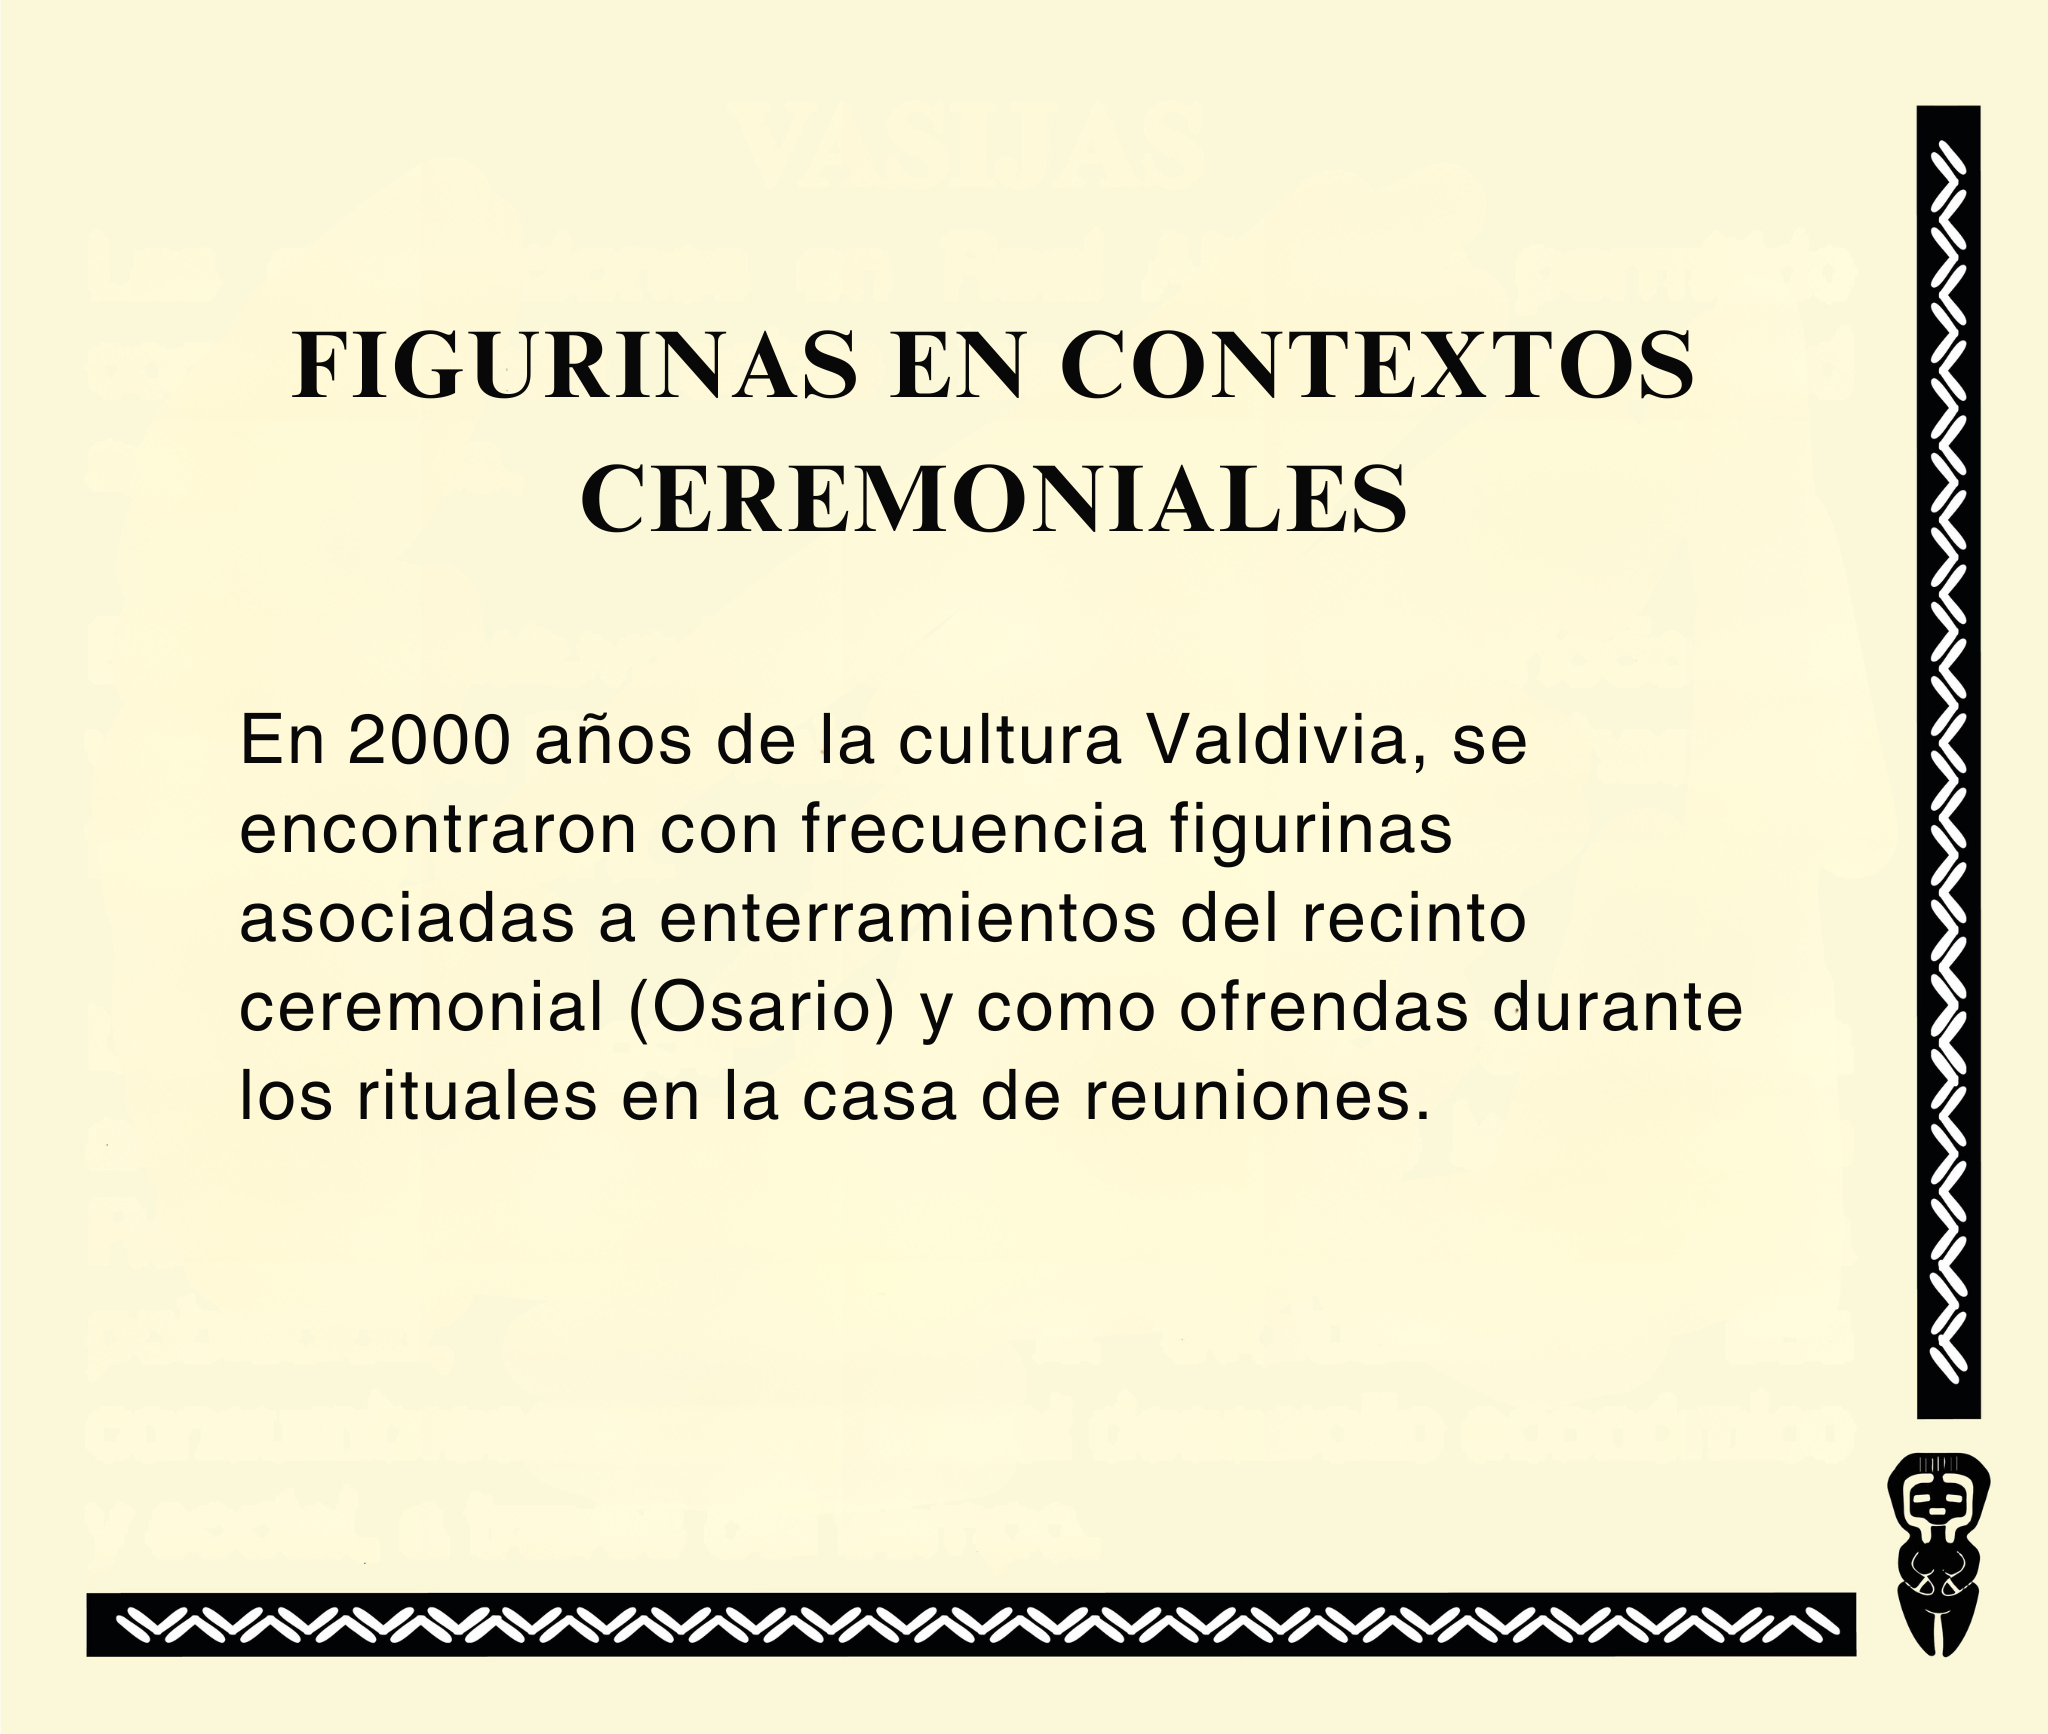 FIGURINAS EN CONTEXTOS
CEREMONIALES
En 2000 años de la cultura Valdivia, se
encontraron con frecuencia figurinas
asociadas a enterramientos del recinto
ceremonial (Osario) y como ofrendas durante
los rituales en la casa de reuniones.